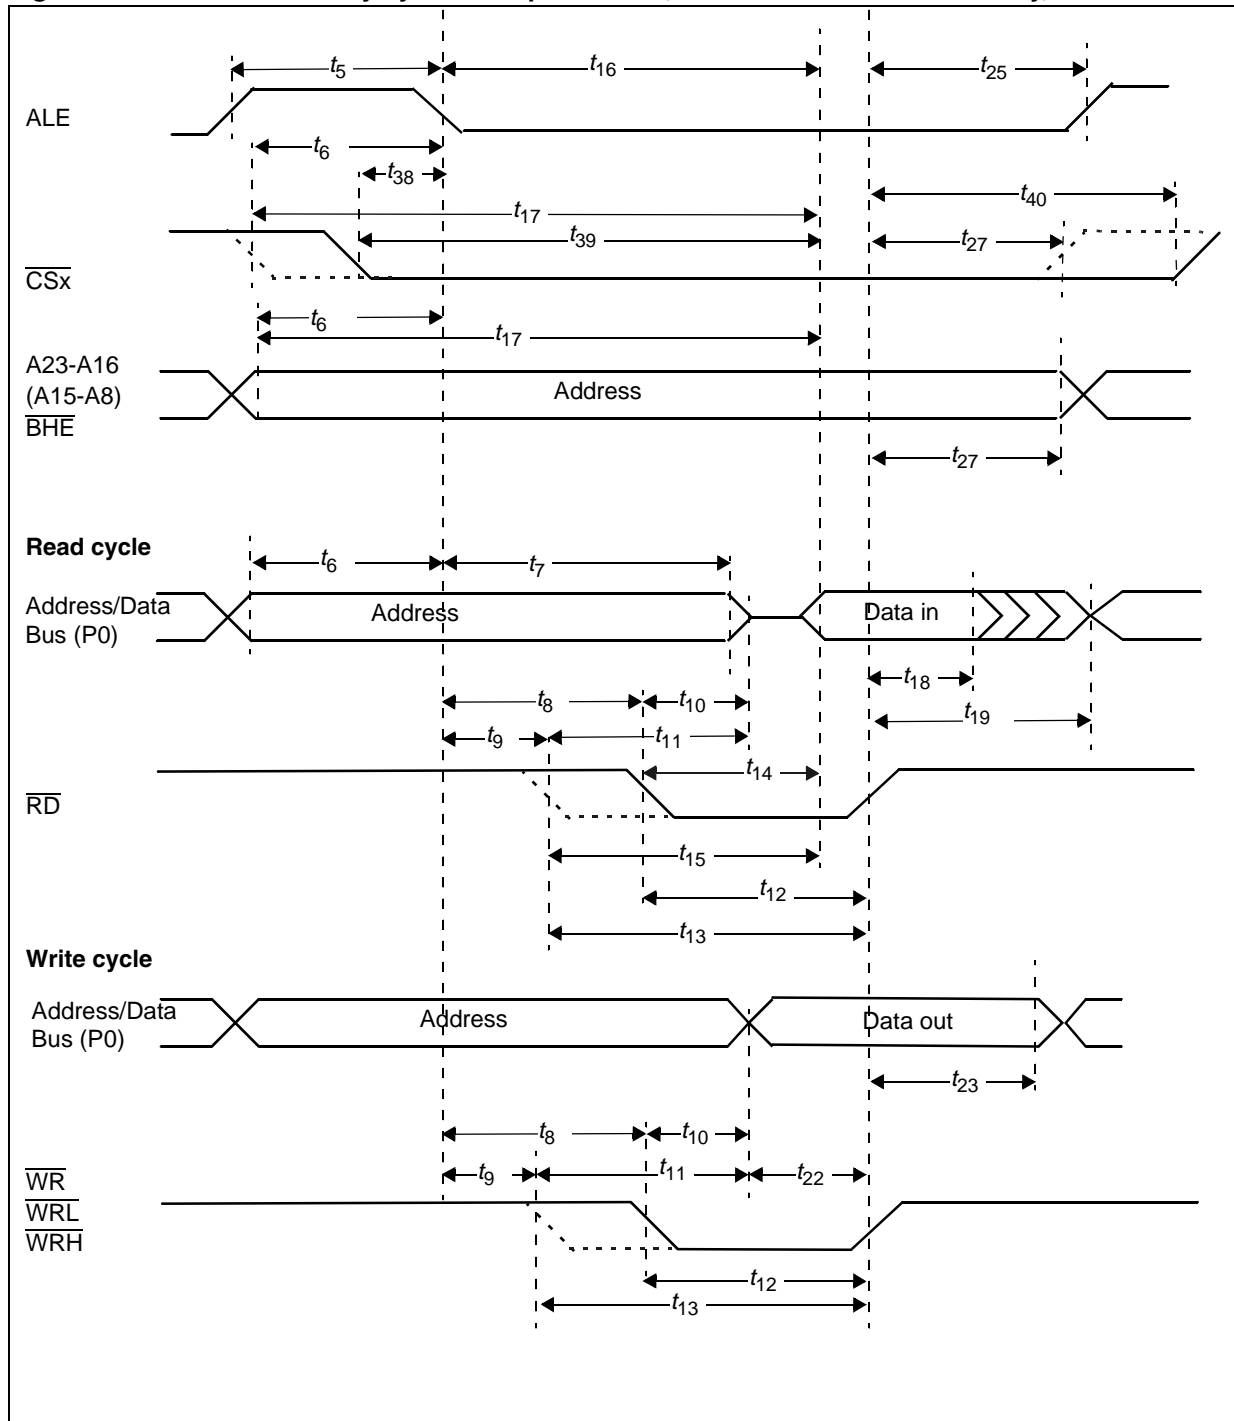 t5
t16
t25
ALE
t6
t38
t40
t17
t39
t27
CSx
t6
t17
A23-A16
(A15-A8)
BHE
Address
t27
Read cycle
t6
t7
Address/Data
Bus (P0)
Address
Data in
t18
t8
t10
t19
t9
t11
t14
RD
t15
t12
t13
Write cycle
Address/Data
Bus (P0)
Address
Data out
t23
t8
t10
t9
t11
t22
WR
WRL
WRH
t12
t13